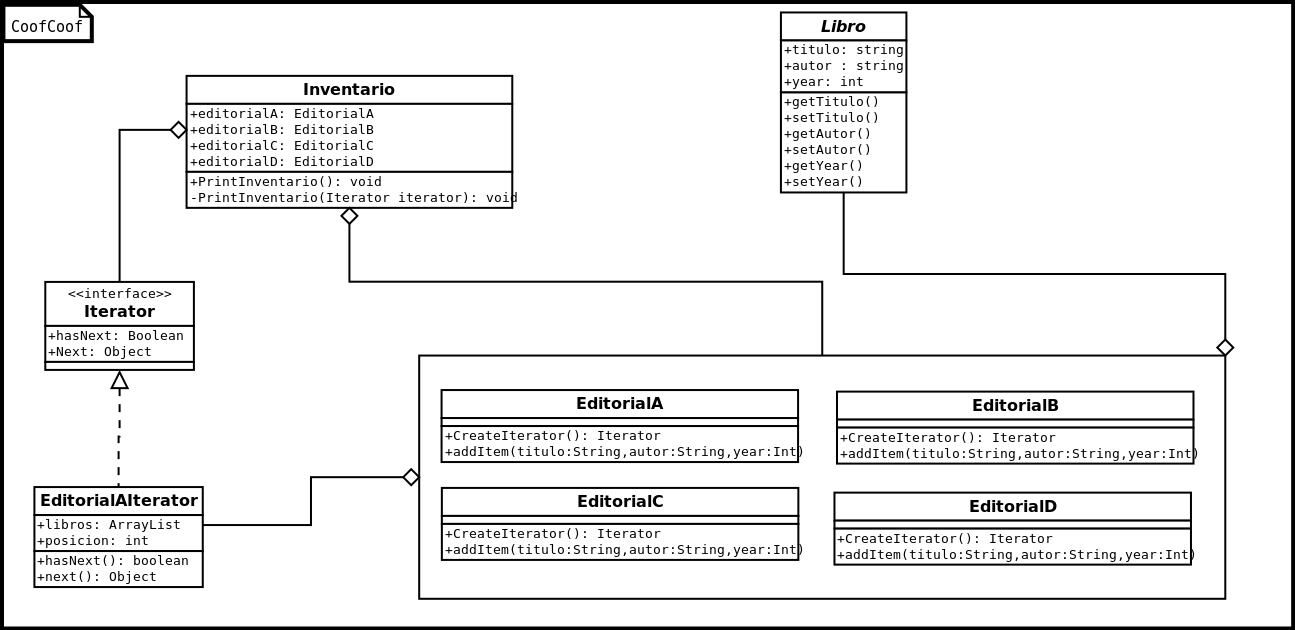 CoofCoof
Libro
+titulo: string
+autor : string
+year: int
+getTitulo()
+setTitulo()
+getAutor()
+setAutor()
+getYear()
+setYear()
Inventario
+editorialA: EditorialA
+editorialB: EditorialB
+editorialC: EditorialC
+editorialD: EditorialD
+PrintInventario(): void
-PrintInventario(Iterator iterator): void
<<interface>>
Iterator
+hasNext: Boolean
+Next: Object
EditorialA
+CreateIterator(): Iterator
+addItem(titulo:String,autor:String,year:Int)
EditorialB
+CreateIterator(): Iterator
+addItem(titulo:String,autor:String,year:Int)
EditorialAIterator
+libros: ArrayList
+posicion: int
+hasNext(): boolean
+next(): Object
EditorialC
+CreateIterator(): Iterator
+addItem(titulo:String,autor:String,year:Int)
EditorialD
+CreateIterator(): Iterator
+addItem(titulo:String,autor:String,year:Int)